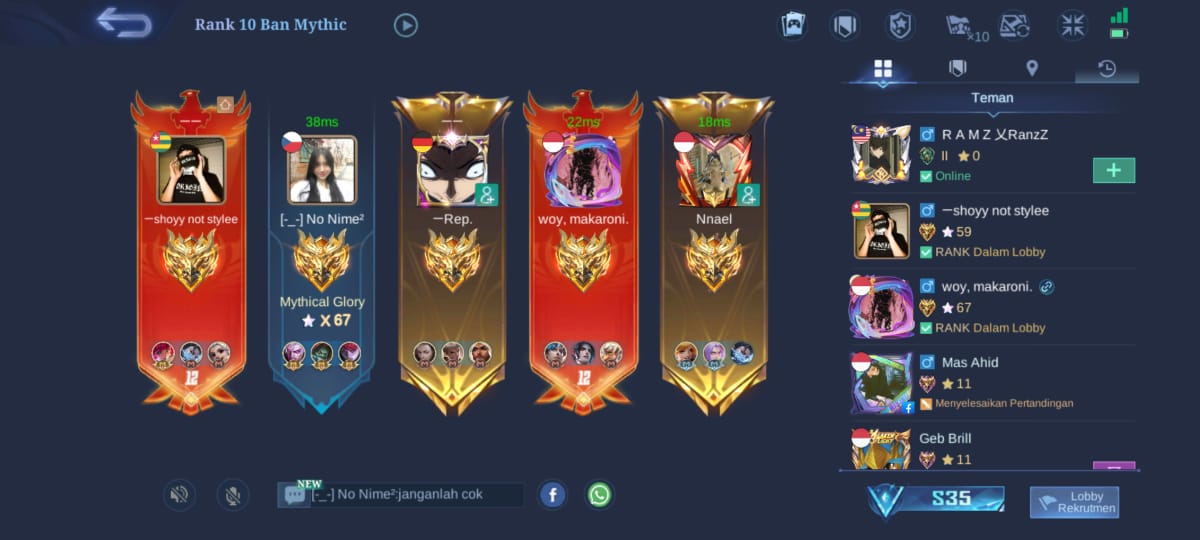 Rank 10 Ban Mythic
×10
38ms
22ms
18ms
一shoyy not stylee
[-_-] No Nime²
一Rep.
woy, makaroni.
Nnael
Mythical Glory
X 67
12
12
NEW
[-_-] No Nime²:janganlah cok
Teman
R A M Z 乂RanzZ
II 0
Online
一shoyy not stylee
59
RANK Dalam Lobby
woy, makaroni.
67
RANK Dalam Lobby
Mas Ahid
11
Menyelesaikan Pertandingan
Geb Brill
11
S35
Lobby
Rekrutmen